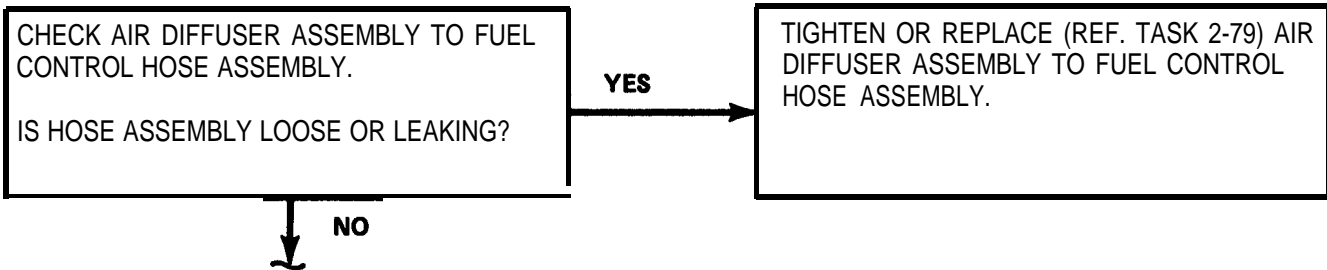 CHECK AIR DIFFUSER ASSEMBLY TO FUEL
CONTROL HOSE ASSEMBLY.
IS HOSE ASSEMBLY LOOSE OR LEAKING?
YES
TIGHTEN OR REPLACE (REF. TASK 2-79) AIR
DIFFUSER ASSEMBLY TO FUEL CONTROL
HOSE ASSEMBLY.
NO